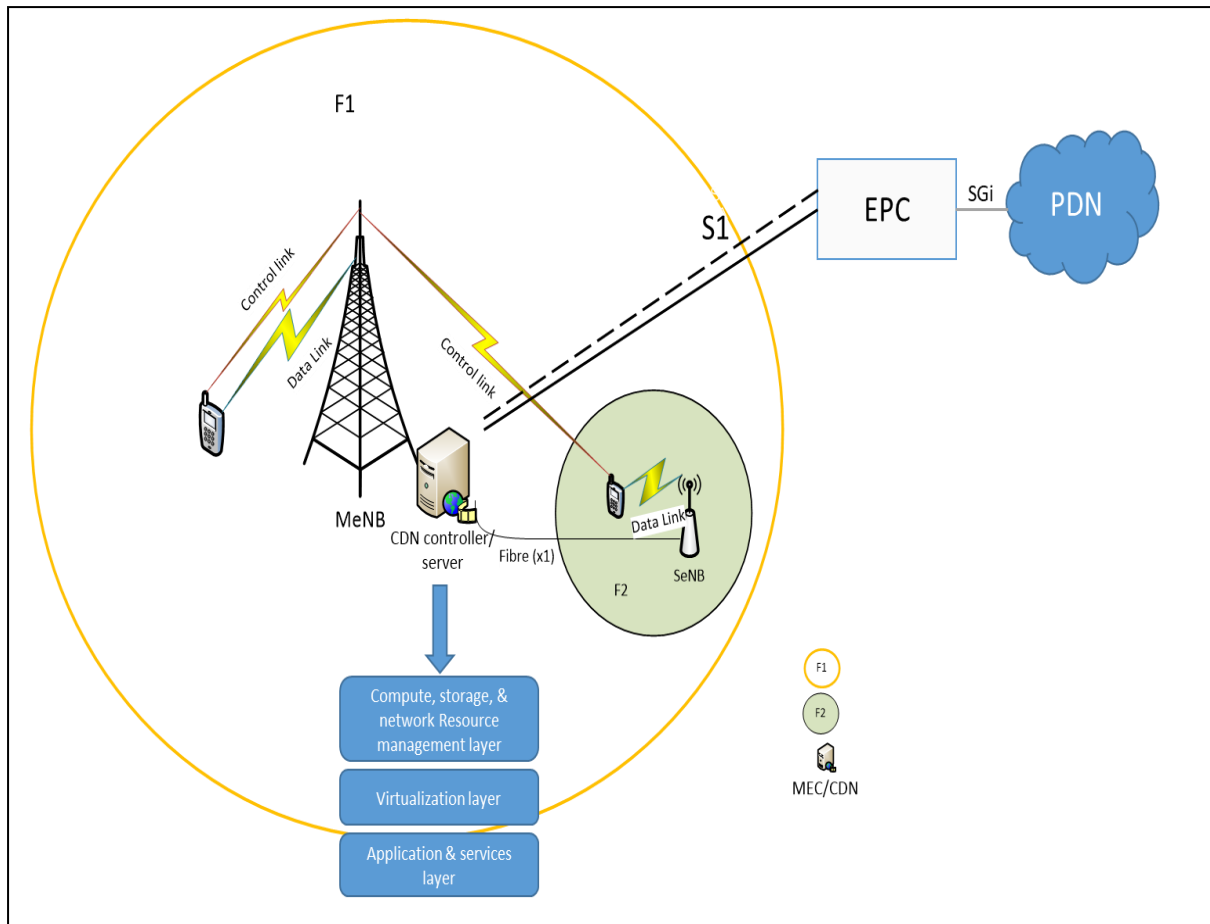 F1
Control link
Data Link
Control link
S1
EPC
SGi
PDN
MeNB
CDN controller/
server
Fibre (x1)
Data Link
SeNB
F2
Compute, storage, &
network Resource
management layer
Virtualization layer
Application & services
layer
F1
F2
MEC/CDN